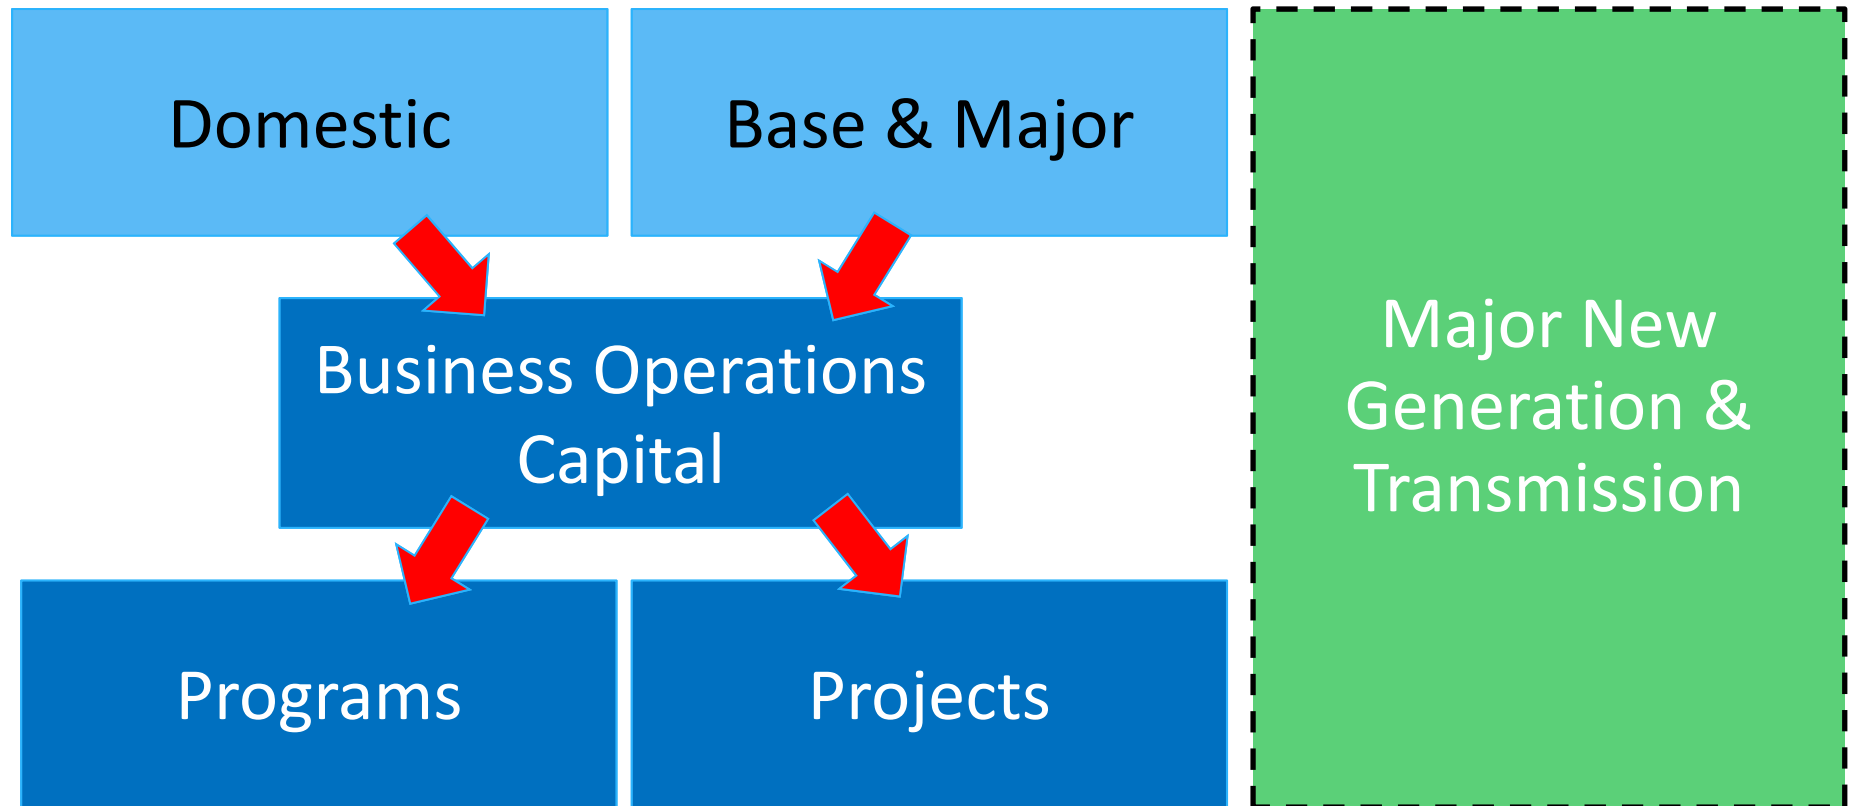 Domestic
Base & Major
Business Operations
Capital
Programs
Projects
Major New
Generation &
Transmission